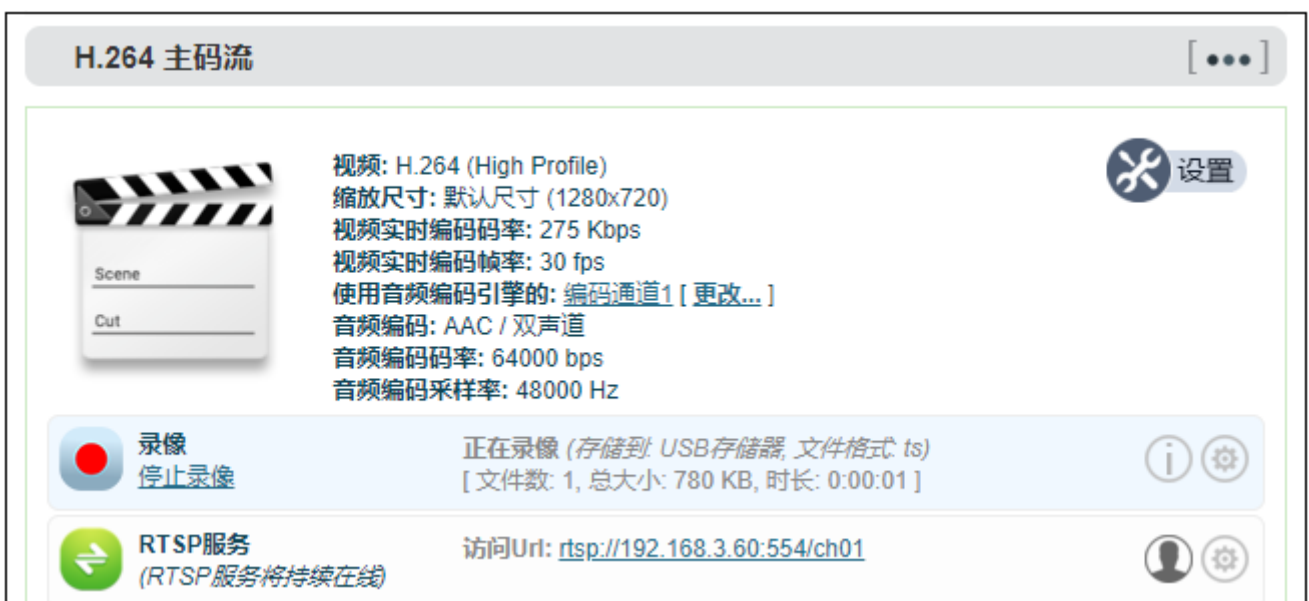 H.264 主码流
[ ••• ]
视频: H.264 (High Profile)
设置
缩放尺寸: 默认尺寸 (1280x720)
视频实时编码码率: 275 Kbps
视频实时编码帧率: 30 fps
Scene
使用音频编码引擎的: 编码通道1 [ 更改... ]
Cut
音频编码: AAC / 双声道
音频编码码率: 64000 bps
音频编码采样率: 48000 Hz
录像
正在录像 (存储到: USB存储器, 文件格式: ts)
停止录像
[ 文件数: 1, 总大小: 780 KB, 时长: 0:00:01 ]
RTSP服务
访问Url: rtsp://192.168.3.60:554/ch01
(RTSP服务将持续在线)